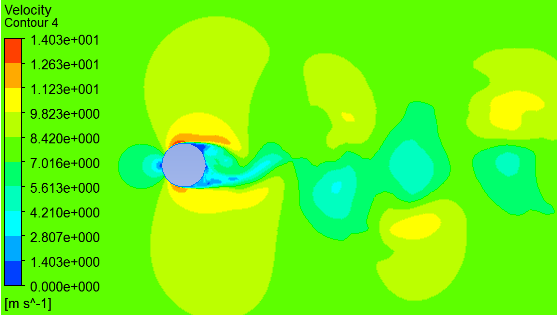 Velocity
Contour 4
1.403e+001
1.263e+001
1.123e+001
9.823e+000
8.420e+000
7.016e+000
5.613e+000
4.210e+000
2.807e+000
1.403e+000
0.000e+000
[m s^-1]